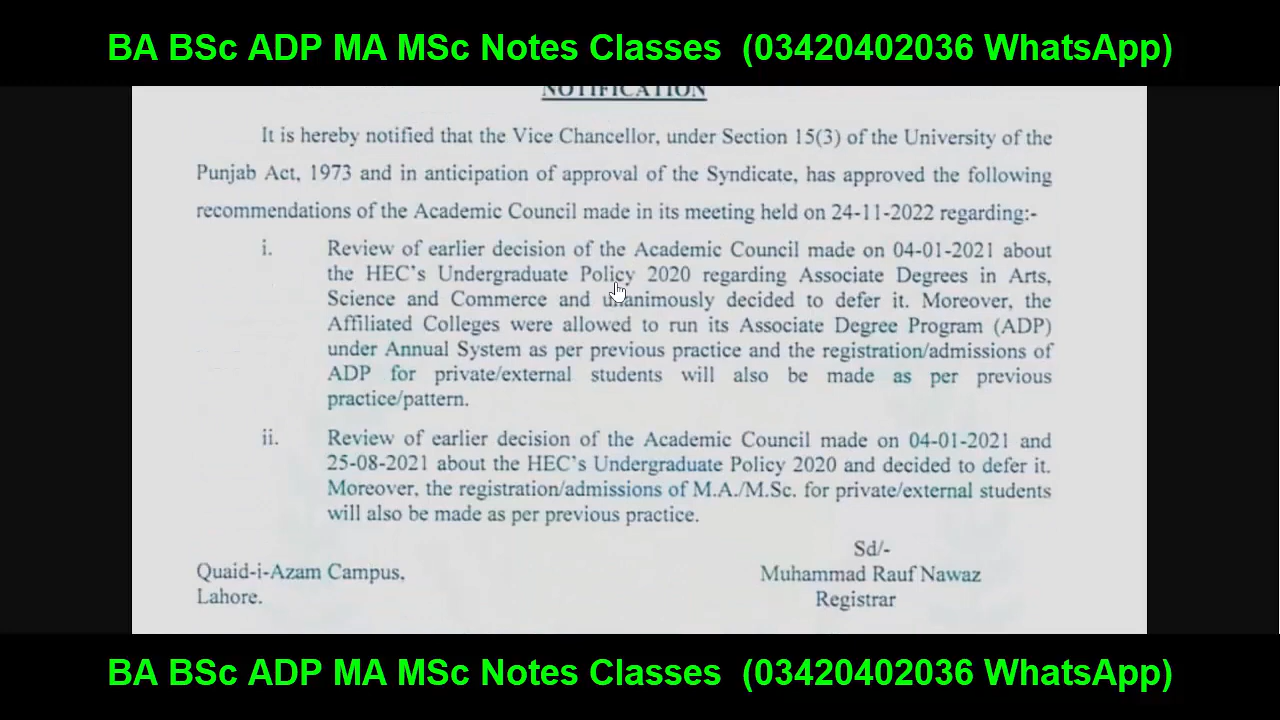 BA BSc ADP MA MSc Notes Classes (03420402036 WhatsApp)
NOTIFICATION
It is hereby notified that the Vice Chancellor, under Section 15(3) of the University of the
Punjab Act, 1973 and in anticipation of approval of the Syndicate, has approved the following
recommendations of the Academic Council made in its meeting held on 24-11-2022 regarding:-
i. Review of earlier decision of the Academic Council made on 04-01-2021 about
the HEC's Undergraduate Policy 2020 regarding Associate Degrees in Arts,
Science and Commerce and unanimously decided to defer it. Moreover, the
Affiliated Colleges were allowed to run its Associate Degree Program (ADP)
under Annual System as per previous practice and the registration/admissions of
ADP for private/external students will also be made as per previous
practice/pattern.
ii. Review of earlier decision of the Academic Council made on 04-01-2021 and
25-08-2021 about the HEC's Undergraduate Policy 2020 and decided to defer it.
Moreover, the registration/admissions of M.A./M.Sc. for private/external students
will also be made as per previous practice.
Sd/-
Quaid-i-Azam Campus, Muhammad Rauf Nawaz
Lahore. Registrar
BA BSc ADP MA MSc Notes Classes (03420402036 WhatsApp)